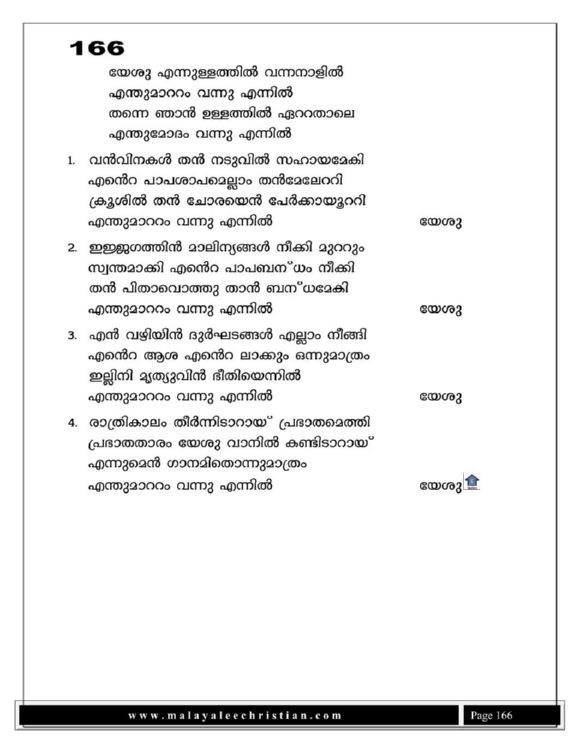 166
യേശു എന്നുള്ളത്തിൽ വന്നനാളിൽ
എന്തുമാററം വന്നു എന്നിൽ
തന്നെ ഞാൻ ഉള്ളത്തിൽ ഏററതാലെ
എന്തുമോദം വന്നു എന്നിൽ
1. വൻവിനകൾ തൻ നടുവിൽ സഹായമേകി
എൻെറ പാപശാപമെല്ലാം തൻമേലേററി
ക്രൂശിൽ തൻ ചോരയെൻ പേർക്കായൂററി
എന്തുമാററം വന്നു എന്നിൽ യേശു
2. ഇജ്ജഗത്തിൻ മാലിന്യങ്ങൾ നീക്കി മുററും
സ്വന്തമാക്കി എൻെറ പാപബന്ധം നീക്കി
തൻ പിതാവൊത്തു താൻ ബന്ധമേകി
എന്തുമാററം വന്നു എന്നിൽ യേശു
3. എൻ വഴിയിൻ ദുർഘടങ്ങൾ എല്ലാം നീങ്ങി
എൻെറ ആശ എൻെറ ലാക്കും ഒന്നുമാത്രം
ഇല്ലിനി മൃത്യുവിൻ ഭീതിയെന്നിൽ
എന്തുമാററം വന്നു എന്നിൽ യേശു
4. രാത്രികാലം തീർന്നിടാറായ് പ്രഭാതമെത്തി
പ്രഭാതതാരം യേശു വാനിൽ കണ്ടിടാറായ്
എന്നുമെൻ ഗാനമിതൊന്നുമാത്രം
എന്തുമാററം വന്നു എന്നിൽ യേശു
www.malayaleechristian.com Page 166